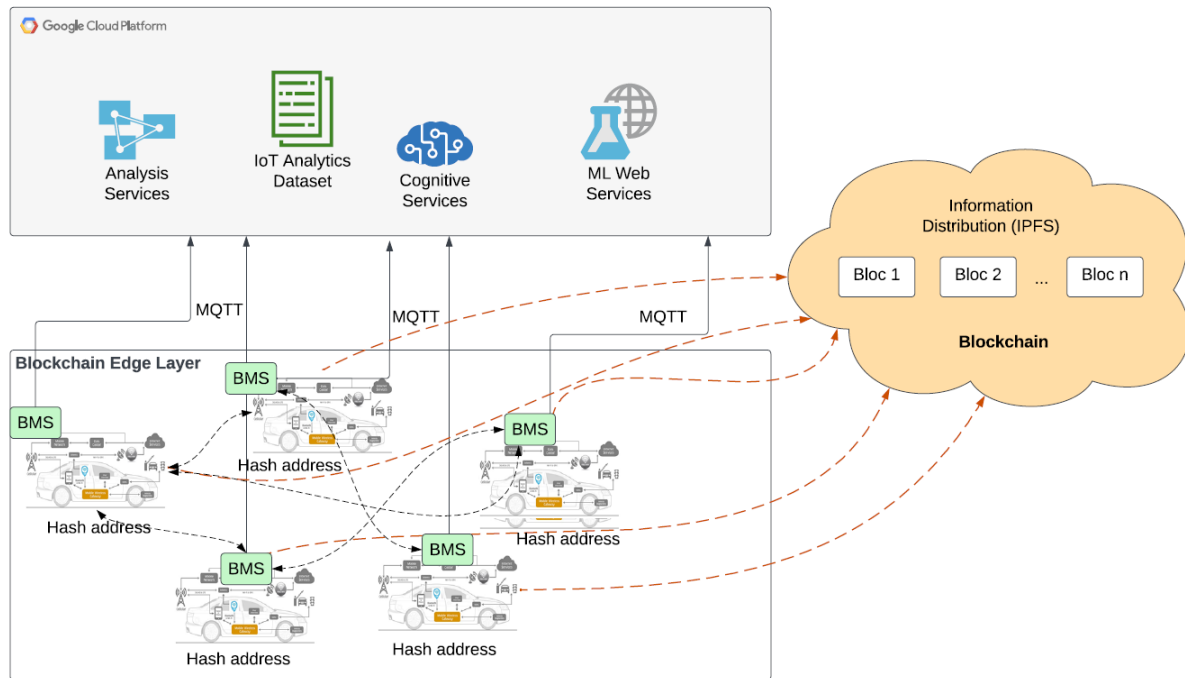 Google Cloud Platform
Analysis
Services
IoT Analytics
Dataset
Cognitive
Services
ML Web
Services
Information
Distribution (IPFS)
Bloc 1
Bloc 2
...
Bloc n
Blockchain
MQTT
MQTT
MQTT
Blockchain Edge Layer
BMS
BMS
BMS
Hash address
Hash address
Hash address
BMS
BMS
Hash address
Hash address